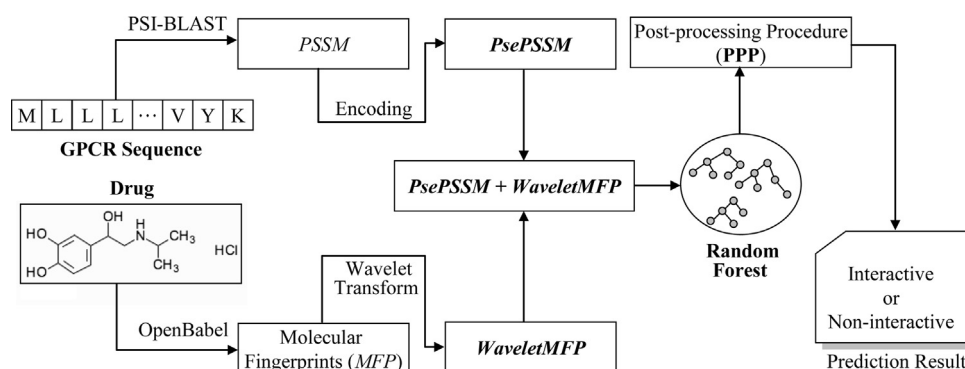 PSI-BLAST
PSSM
PsePSSM
Post-processing Procedure
(PPP)
Encoding
M L L L ··· V Y K
GPCR Sequence
Drug
PsePSSM + WaveletMFP
OH
HO
HO
H
N
CH3
CH3
HCl
Random
Forest
Wavelet
Transform
OpenBabel
Molecular
Fingerprints (MFP)
WaveletMFP
Interactive
or
Non-interactive
Prediction Result